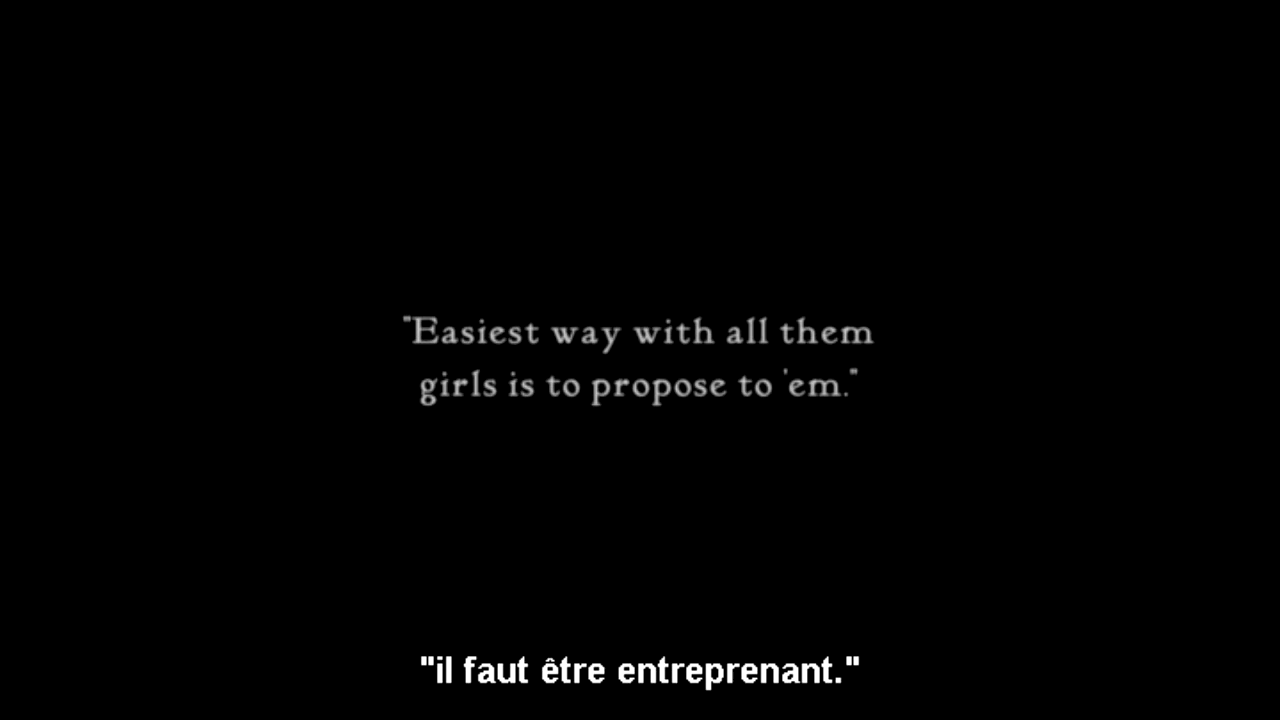 "Easiest way with all them
girls is to propose to 'em."
"il faut être entreprenant."